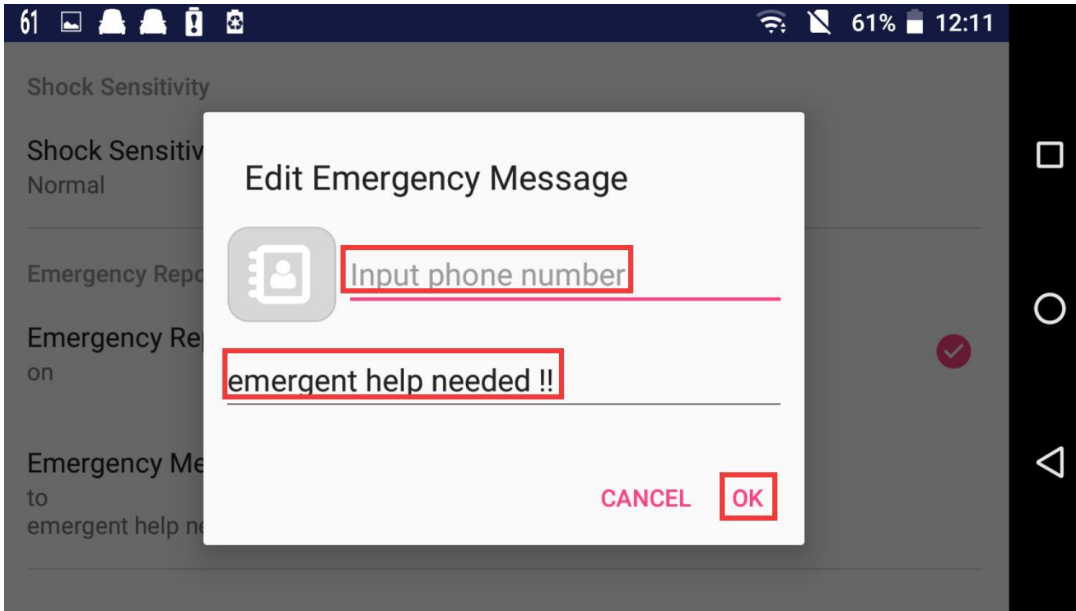 61 61% 12:11
Shock Sensitivity
Shock Sensitiv
Normal
Edit Emergency Message
Input phone number
Emergency Repo
Emergency Re
on
emergent help needed !!
Emergency Me
to
emergent help ne
CANCEL OK